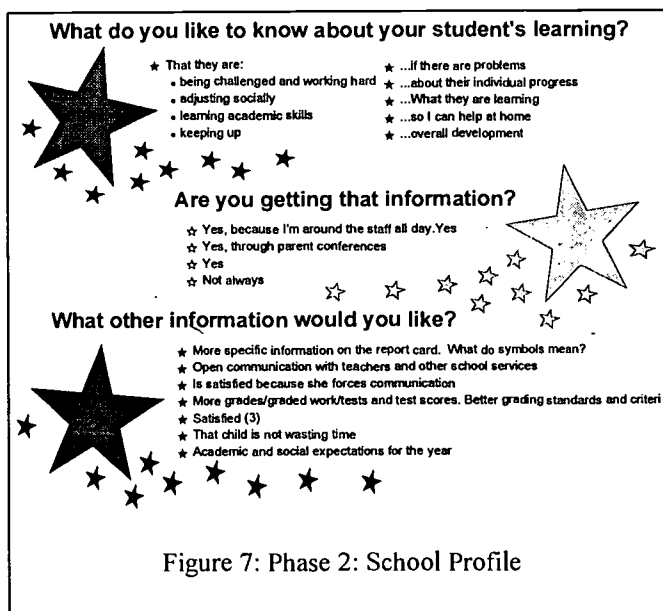 What do you like to know about your student's learning?
★ That they are:
• being challenged and working hard
• adjusting socially
• learning academic skills
• keeping up
★ ...if there are problems
★ ...about their individual progress
★ ...What they are learning
★ ...so I can help at home
★ ...overall development
Are you getting that information?
☆ Yes, because I'm around the staff all day.Yes
☆ Yes, through parent conferences
☆ Yes
☆ Not always
What other information would you like?
★ More specific information on the report card. What do symbols mean?
★ Open communication with teachers and other school services
★ Is satisfied because she forces communication
★ More grades/graded work/tests and test scores. Better grading standards and criteri
★ Satisfied (3)
★ That child is not wasting time
★ Academic and social expectations for the year
Figure 7: Phase 2: School Profile